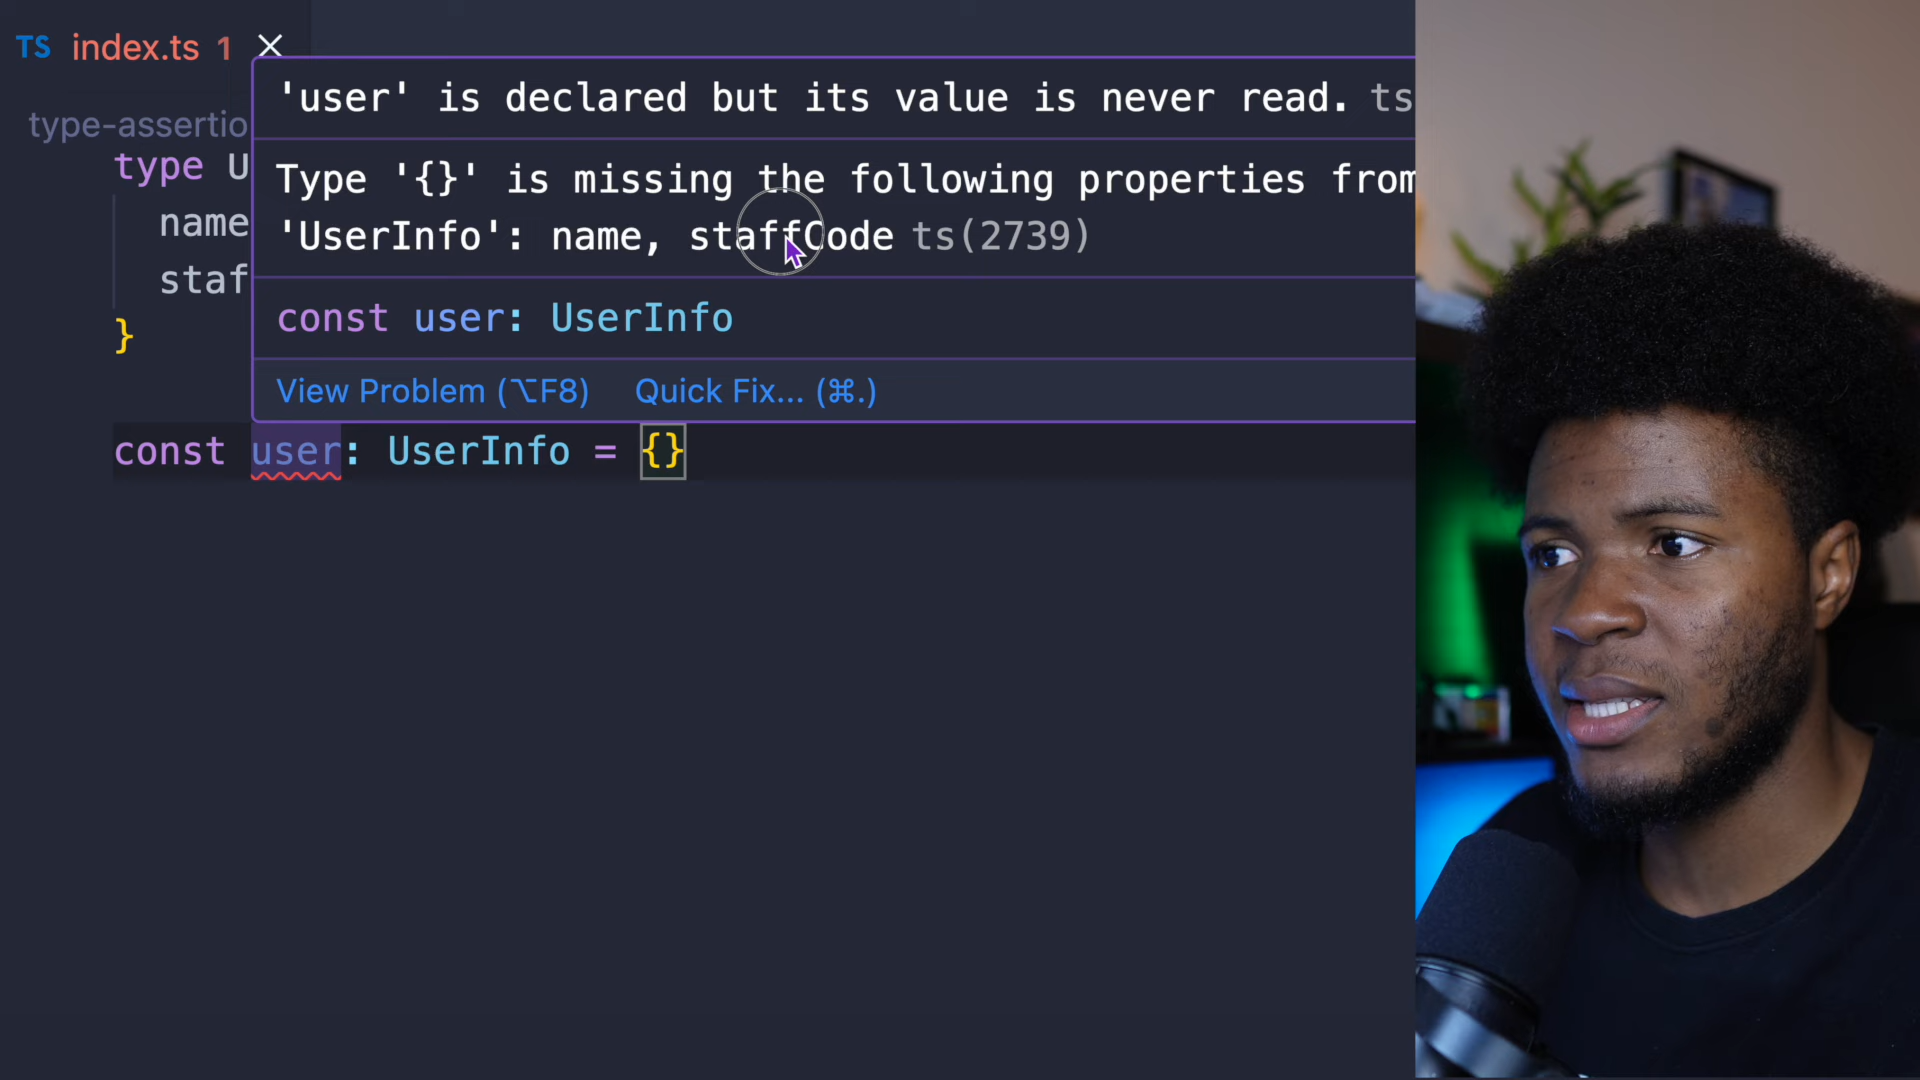 TS index.ts 1
'user' is declared but its value is never read. ts
type-assertio
type U
Type '{}' is missing the following properties from
name
'UserInfo': name, staffCode ts(2739)
staf
const user: UserInfo
}
View Problem (⌥F8) Quick Fix... (⌘.)
const user: UserInfo = {}